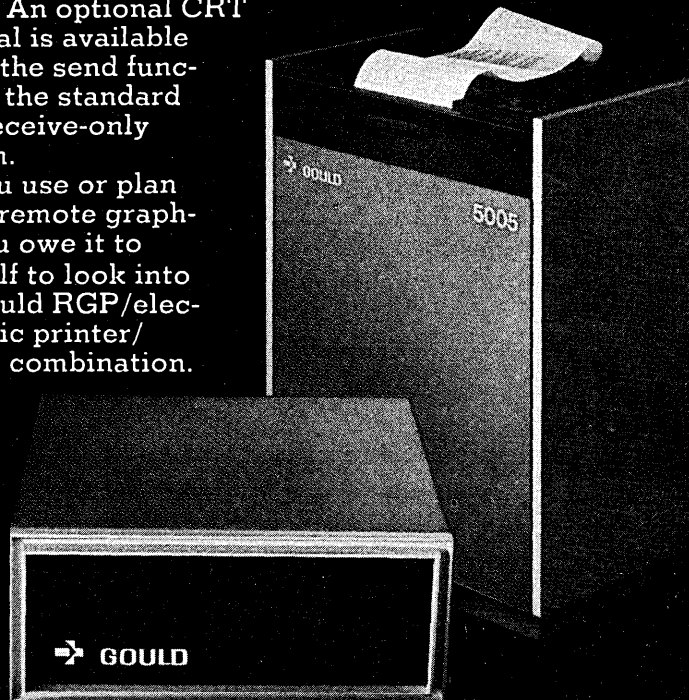 An optional CRT
al is available
the send func-
the standard
eceive-only
n.
u use or plan
remote graph-
u owe it to
lf to look into
uld RGP/elec-
ic printer/
combination.
GOULD
5005
GOULD